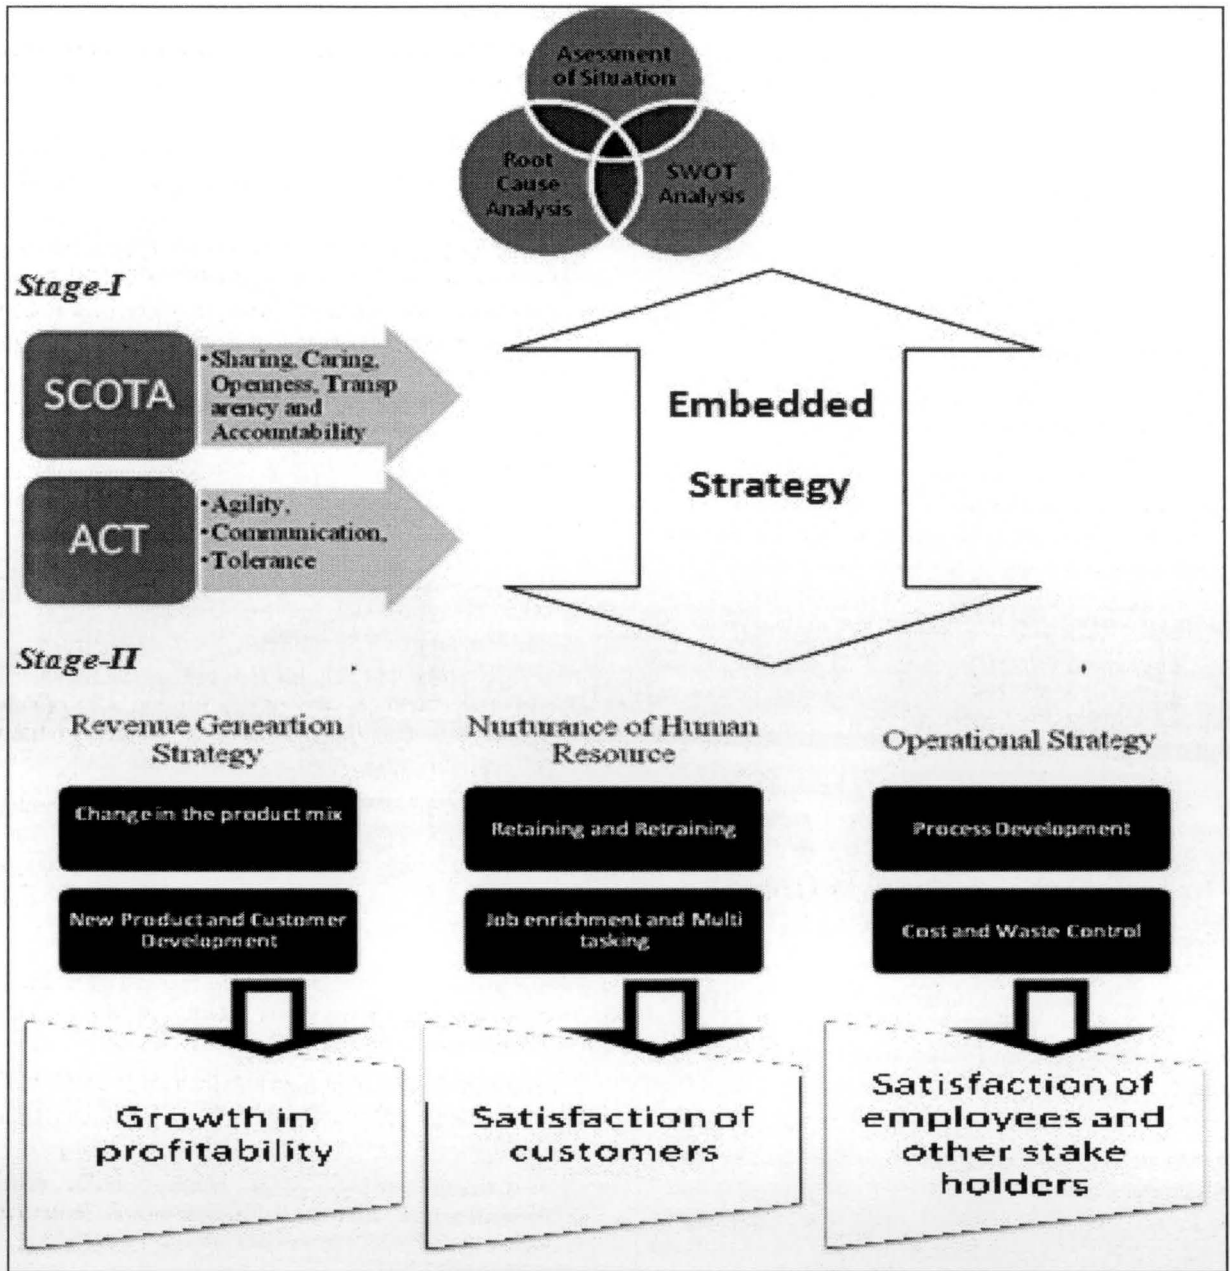 Asessment
of Situation
Root
Cause
Analysis
SWOT
Analysis
Stage-I
SCOTA
•Sharing, Caring,
Openness, Transp
arency and
Accountability
ACT
•Agility,
•Communication,
•Tolerance
Embedded
Strategy
Stage-II
Revenue Geneartion
Strategy
Change in the product mix
New Product and Customer
Development
Growth in
profitability
Nurturance of Human
Resource
Retaining and Retraining
Job enrichment and Multi
tasking
Satisfaction of
customers
Operational Strategy
Process Development
Cost and Waste Control
Satisfaction of
employees and
other stake
holders